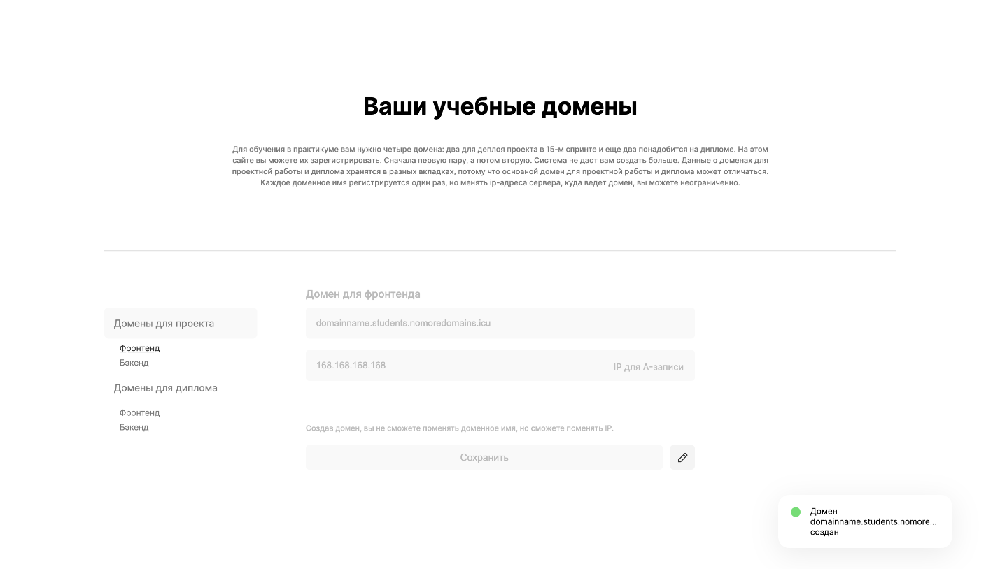 Ваши учебные домены
Для обучения в практикуме вам нужно четыре домена: два для деплоя проекта в 15-м спринте и еще два понадобится на дипломе. На этом
сайте вы можете их зарегистрировать. Сначала первую пару, а потом вторую. Система не даст вам создать больше. Данные о доменах для
проектной работы и диплома хранятся в разных вкладках, потому что основной домен для проектной работы и диплома может отличаться.
Каждое доменное имя регистрируется один раз, но менять ip-адреса сервера, куда ведет домен, вы можете неограниченно.
Домены для проекта
Фронтенд
Бэкенд
Домены для диплома
Фронтенд
Бэкенд
Домен для фронтенда
domainname.students.nomoredomains.icu
168.168.168.168
IP для А-записи
Создав домен, вы не сможете поменять доменное имя, но сможете поменять IP.
Сохранить
Домен
domainname.students.nomore...
создан